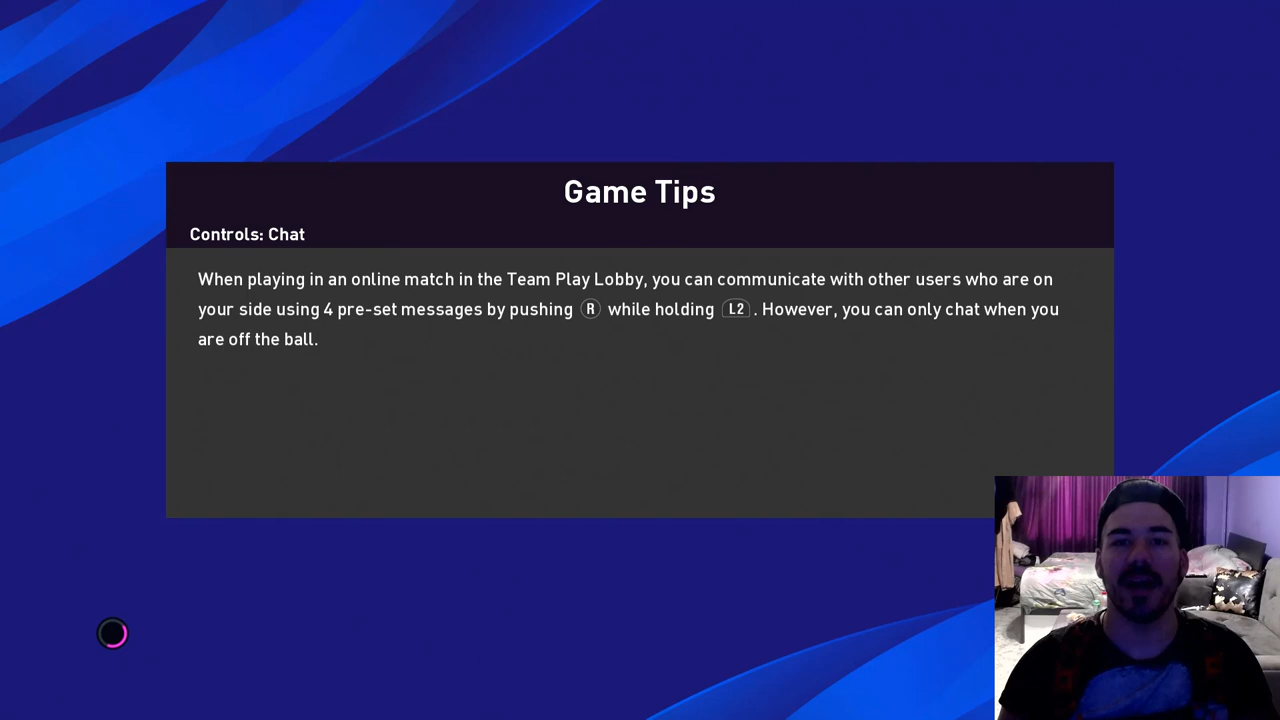 Game Tips
Controls: Chat
When playing in an online match in the Team Play Lobby, you can communicate with other users who are on
your side using 4 pre-set messages by pushing R while holding L2. However, you can only chat when you
are off the ball.